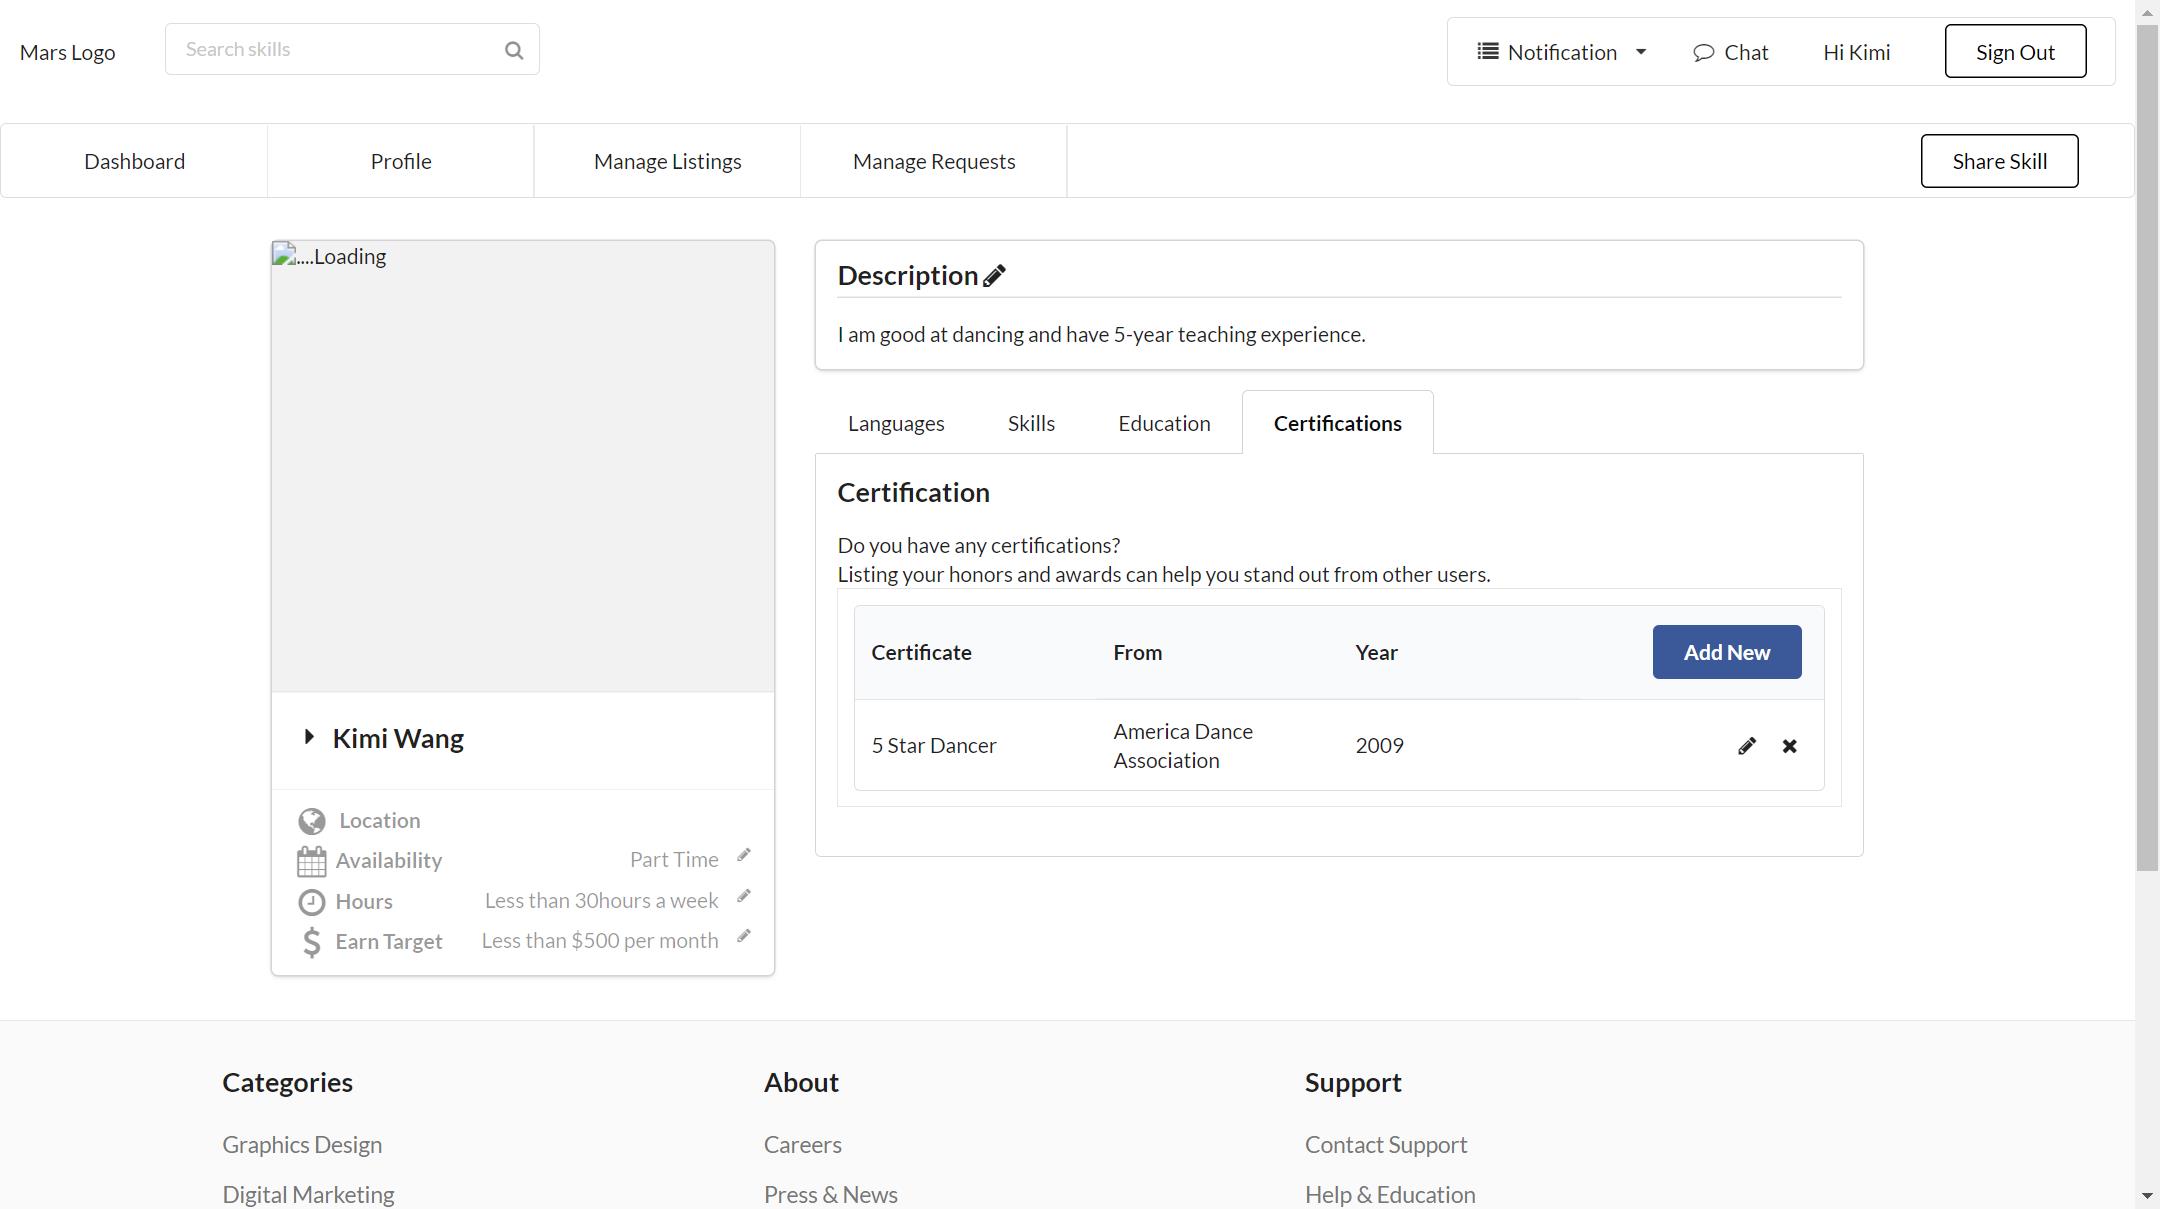 Mars Logo
Search skills
Notification
Chat
Hi Kimi
Sign Out
Dashboard
Profile
Manage Listings
Manage Requests
Share Skill
....Loading
Kimi Wang
Location
Availability
Part Time
Hours
Less than 30hours a week
Earn Target
Less than $500 per month
Description
I am good at dancing and have 5-year teaching experience.
Languages
Skills
Education
Certifications
Certification
Do you have any certifications?
Listing your honors and awards can help you stand out from other users.
Certificate
From
Year
Add New
5 Star Dancer
America Dance
Association
2009
Categories
Graphics Design
Digital Marketing
About
Careers
Press & News
Support
Contact Support
Help & Education